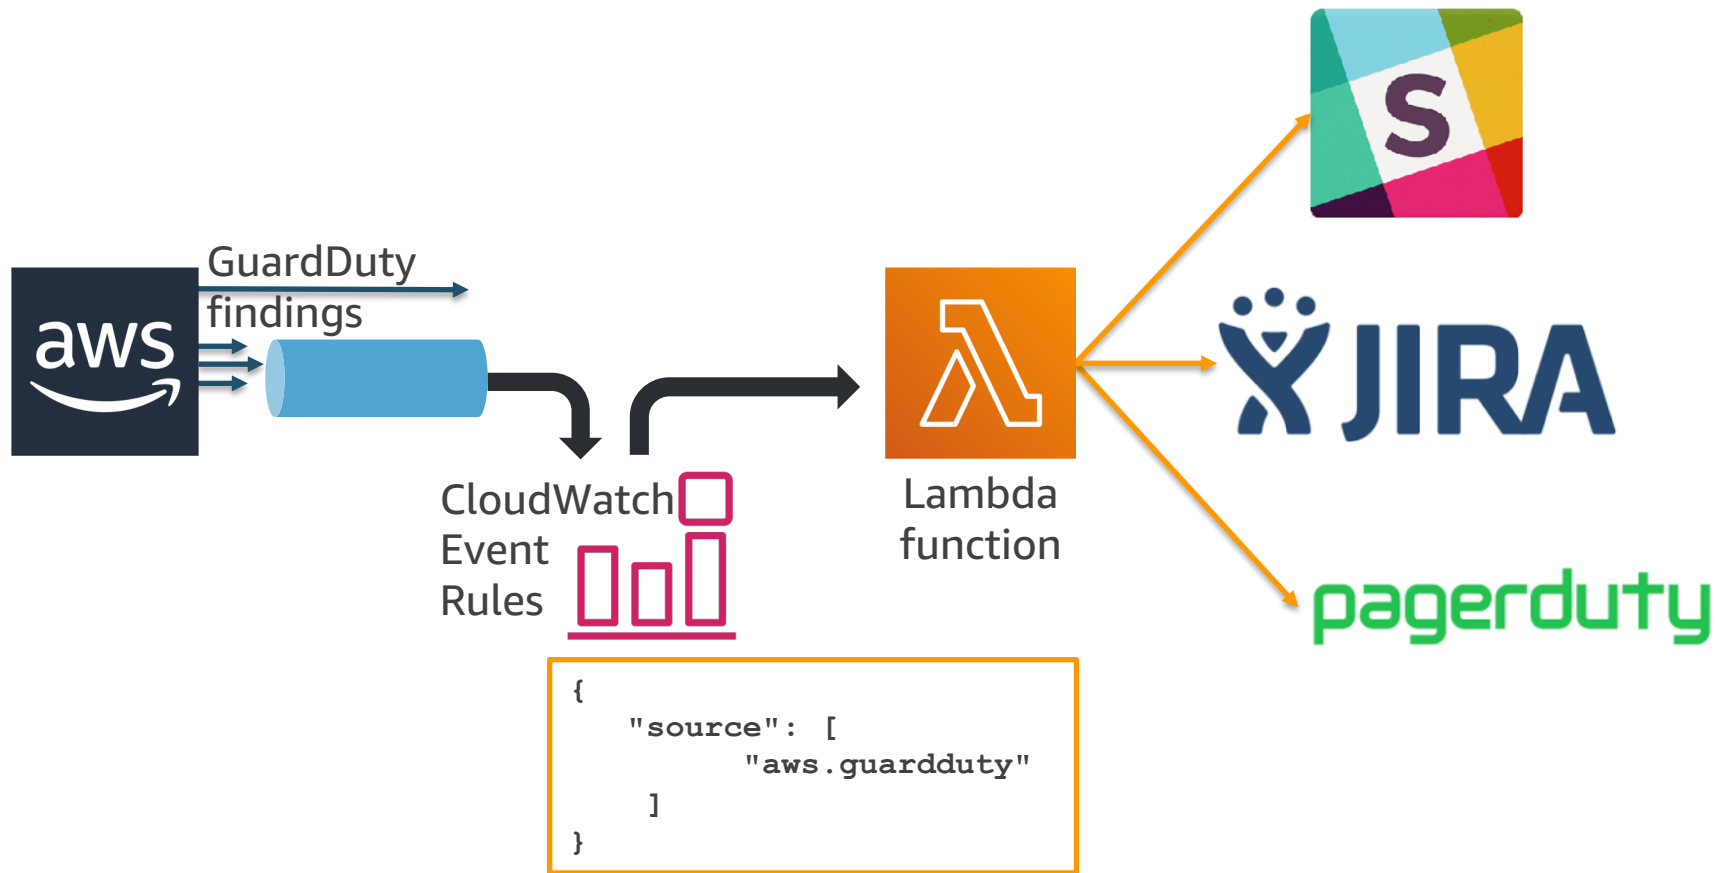 GuardDuty
findings
aws
CloudWatch
Event
Rules
Lambda
function
S
JIRA
pagerduty
{
"source": [
"aws.guardduty"
]
}